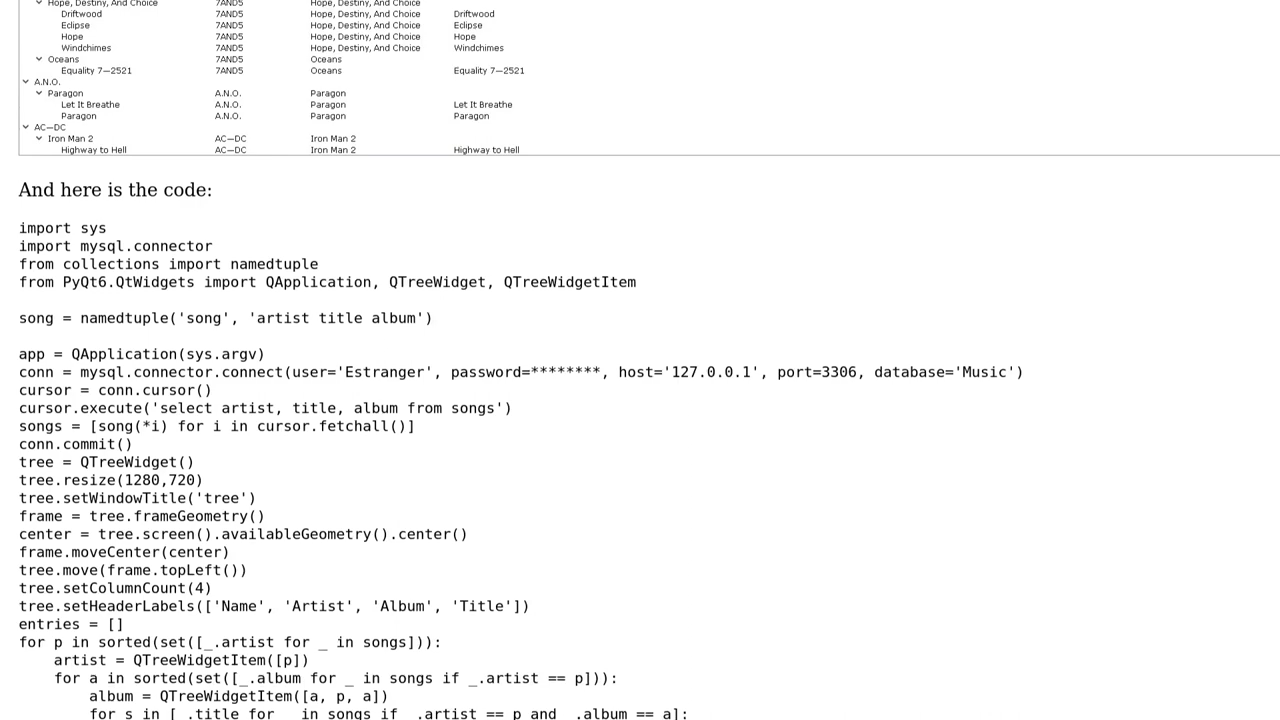 Hope, Destiny, And Choice 7AND5 Hope, Destiny, And Choice
Driftwood 7AND5 Hope, Destiny, And Choice Driftwood
Eclipse 7AND5 Hope, Destiny, And Choice Eclipse
Hope 7AND5 Hope, Destiny, And Choice Hope
Windchimes 7AND5 Hope, Destiny, And Choice Windchimes
Oceans 7AND5 Oceans
Equality 7—2521 7AND5 Oceans Equality 7—2521
A.N.O.
Paragon A.N.O. Paragon
Let It Breathe A.N.O. Paragon Let It Breathe
Paragon A.N.O. Paragon Paragon
AC—DC
Iron Man 2 AC—DC Iron Man 2
Highway to Hell AC—DC Iron Man 2 Highway to Hell
And here is the code:
import sys
import mysql.connector
from collections import namedtuple
from PyQt6.QtWidgets import QApplication, QTreeWidget, QTreeWidgetItem
song = namedtuple('song', 'artist title album')
app = QApplication(sys.argv)
conn = mysql.connector.connect(user='Estranger', password=********, host='127.0.0.1', port=3306, database='Music')
cursor = conn.cursor()
cursor.execute('select artist, title, album from songs')
songs = [song(*i) for i in cursor.fetchall()]
conn.commit()
tree = QTreeWidget()
tree.resize(1280,720)
tree.setWindowTitle('tree')
frame = tree.frameGeometry()
center = tree.screen().availableGeometry().center()
frame.moveCenter(center)
tree.move(frame.topLeft())
tree.setColumnCount(4)
tree.setHeaderLabels(['Name', 'Artist', 'Album', 'Title'])
entries = []
for p in sorted(set([_.artist for _ in songs])):
    artist = QTreeWidgetItem([p])
    for a in sorted(set([_.album for _ in songs if _.artist == p])):
        album = QTreeWidgetItem([a, p, a])
        for s in [_.title for _ in songs if _.artist == p and _.album == a]: